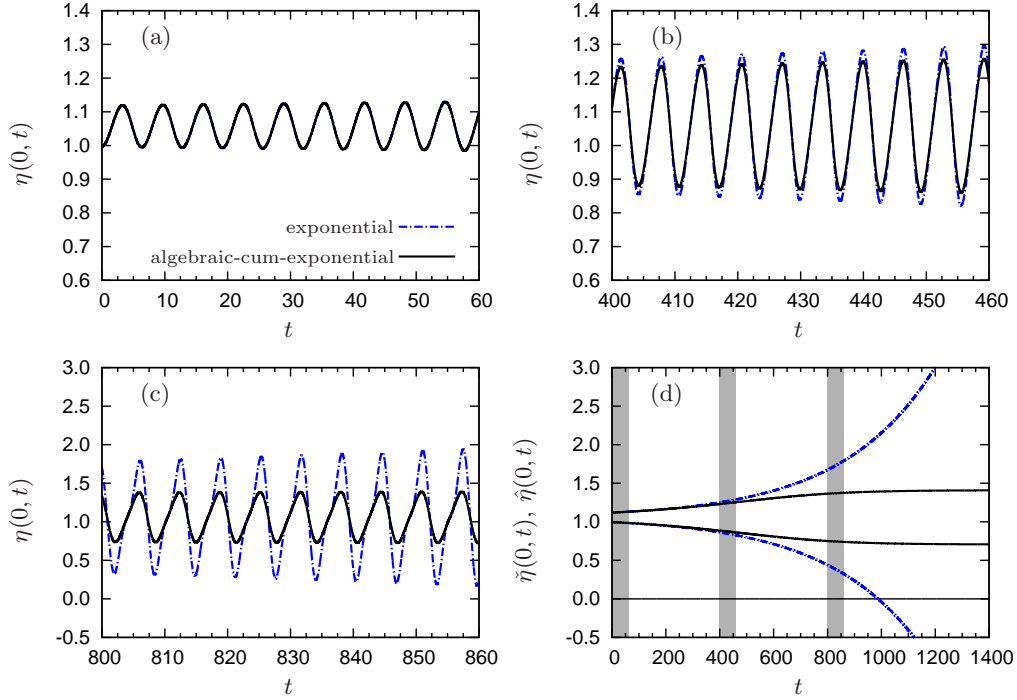 1.4
1.3
1.2
1.1
1.0
0.9
0.8
0.7
0.6
η(0, t)
(a)
exponential
algebraic-cum-exponential
0 10 20 30 40 50 60
t
1.4
1.3
1.2
1.1
1.0
0.9
0.8
0.7
0.6
η(0, t)
(b)
400 410 420 430 440 450 460
t
3.0
2.5
2.0
1.5
1.0
0.5
0.0
-0.5
η(0, t)
(c)
800 810 820 830 840 850 860
t
3.0
2.5
2.0
1.5
1.0
0.5
0.0
-0.5
η̌(0, t), η̂(0, t)
(d)
0 200 400 600 800 1000 1200 1400
t